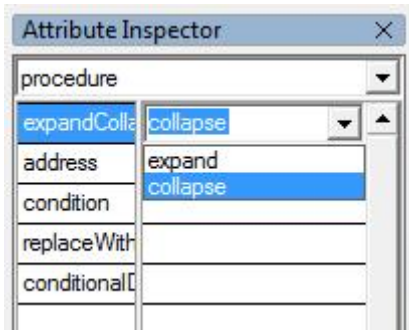 Attribute Inspector
procedure
expandColla collapse
address expand
collapse
condition
replaceWith
conditionalD